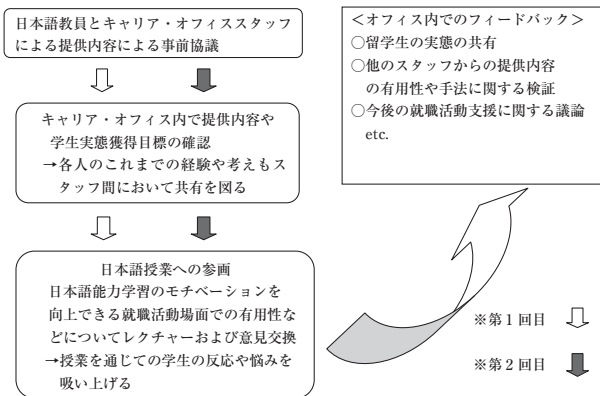 日本語教員とキャリア・オフィススタッフ
による提供内容による事前協議
キャリア・オフィス内で提供内容や
学生実態獲得目標の確認
→各人のこれまでの経験や考えもス
タッフ間において共有を図る
日本語授業への参画
日本語能力学習のモチベーションを
向上できる就職活動場面での有用性な
どについてレクチャーおよび意見交換
→授業を通じての学生の反応や悩みを
吸い上げる
<オフィス内でのフィードバック>
○留学生の実態の共有
○他のスタッフからの提供内容
の有用性や手法に関する検証
○今後の就職活動支援に関する議論
etc.
※第1回目
※第2回目